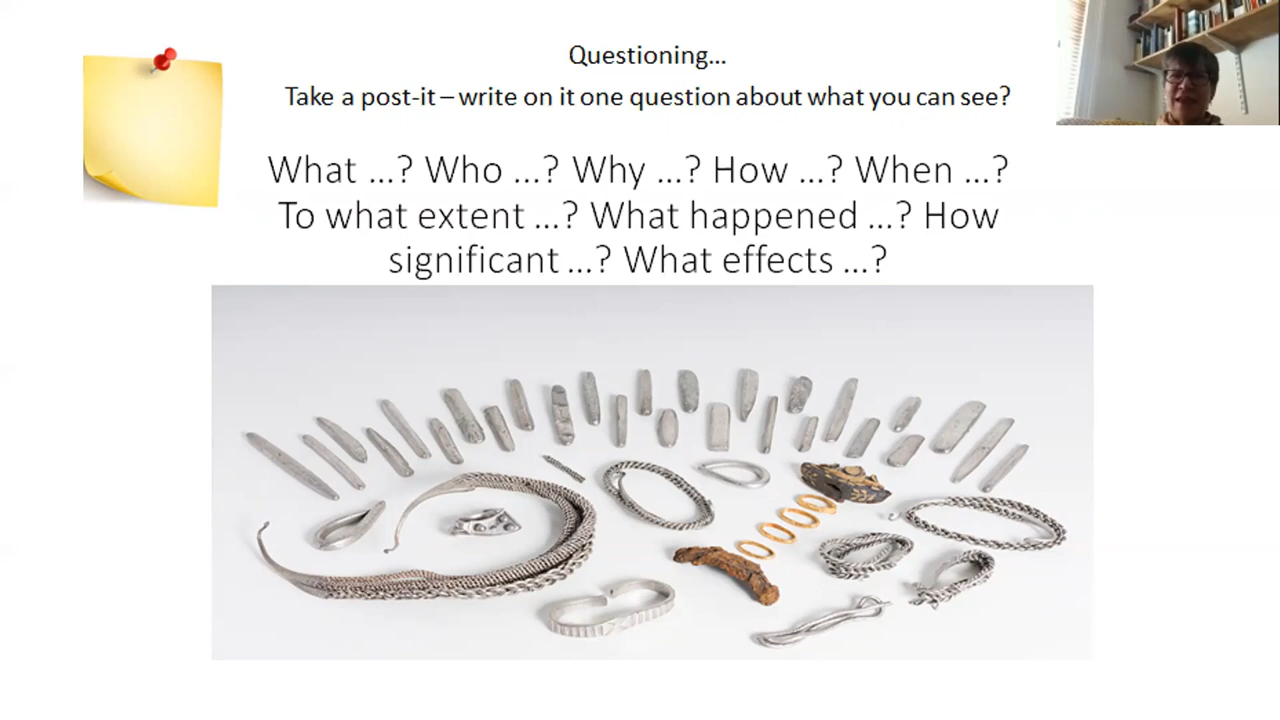 Questioning...
Take a post-it – write on it one question about what you can see?
What ...? Who ...? Why ...? How ...? When ...?
To what extent ...? What happened ...? How
significant ...? What effects ...?